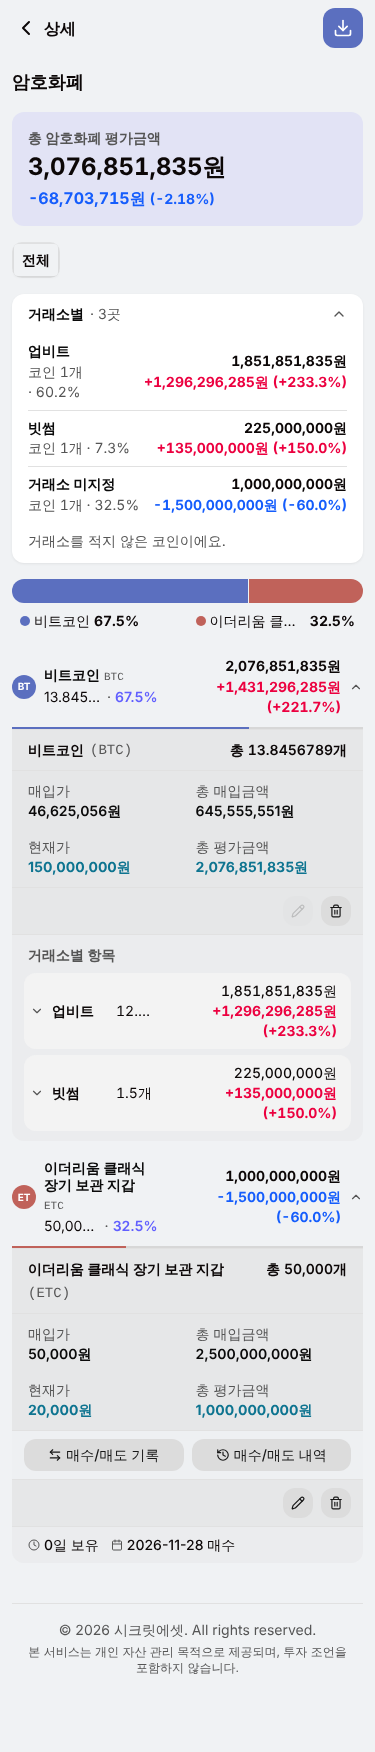 상세
암호화폐
총 암호화폐 평가금액
3,076,851,835원
-68,703,715원 (-2.18%)
전체
거래소별 · 3곳
업비트
코인 1개
· 60.2%
1,851,851,835원
+1,296,296,285원 (+233.3%)
빗썸
코인 1개 · 7.3%
225,000,000원
+135,000,000원 (+150.0%)
거래소 미지정
코인 1개 · 32.5%
1,000,000,000원
-1,500,000,000원 (-60.0%)
거래소를 적지 않은 코인이에요.
비트코인 67.5%
이더리움 클... 32.5%
BT
비트코인 BTC
13.845... · 67.5%
2,076,851,835원
+1,431,296,285원
(+221.7%)
비트코인 (BTC)
총 13.8456789개
매입가
46,625,056원
총 매입금액
645,555,551원
현재가
150,000,000원
총 평가금액
2,076,851,835원
거래소별 항목
업비트
12....
1,851,851,835원
+1,296,296,285원
(+233.3%)
빗썸
1.5개
225,000,000원
+135,000,000원
(+150.0%)
ET
이더리움 클래식
장기 보관 지갑
ETC
50,00... · 32.5%
1,000,000,000원
-1,500,000,000원
(-60.0%)
이더리움 클래식 장기 보관 지갑
(ETC)
총 50,000개
매입가
50,000원
총 매입금액
2,500,000,000원
현재가
20,000원
총 평가금액
1,000,000,000원
매수/매도 기록
매수/매도 내역
0일 보유
2026-11-28 매수
© 2026 시크릿에셋. All rights reserved.
본 서비스는 개인 자산 관리 목적으로 제공되며, 투자 조언을
포함하지 않습니다.